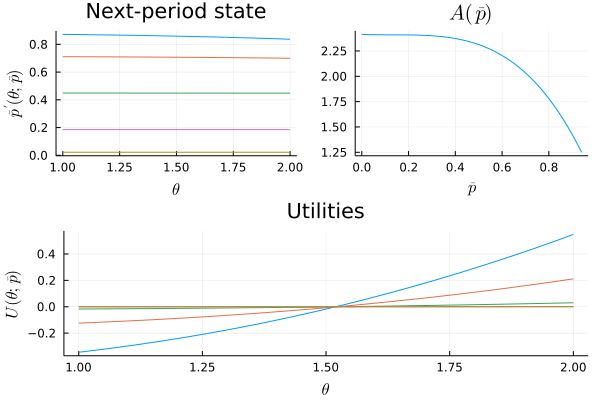 Next-period state
A(p̄)
0.8
0.6
0.4
0.2
0.0
p̄′(θ; p̄)
1.00 1.25 1.50 1.75 2.00
θ
2.25
2.00
1.75
1.50
1.25
0.0 0.2 0.4 0.6 0.8
p̄
Utilities
0.4
0.2
0.0
−0.2
U(θ; p̄)
1.00 1.25 1.50 1.75 2.00
θ